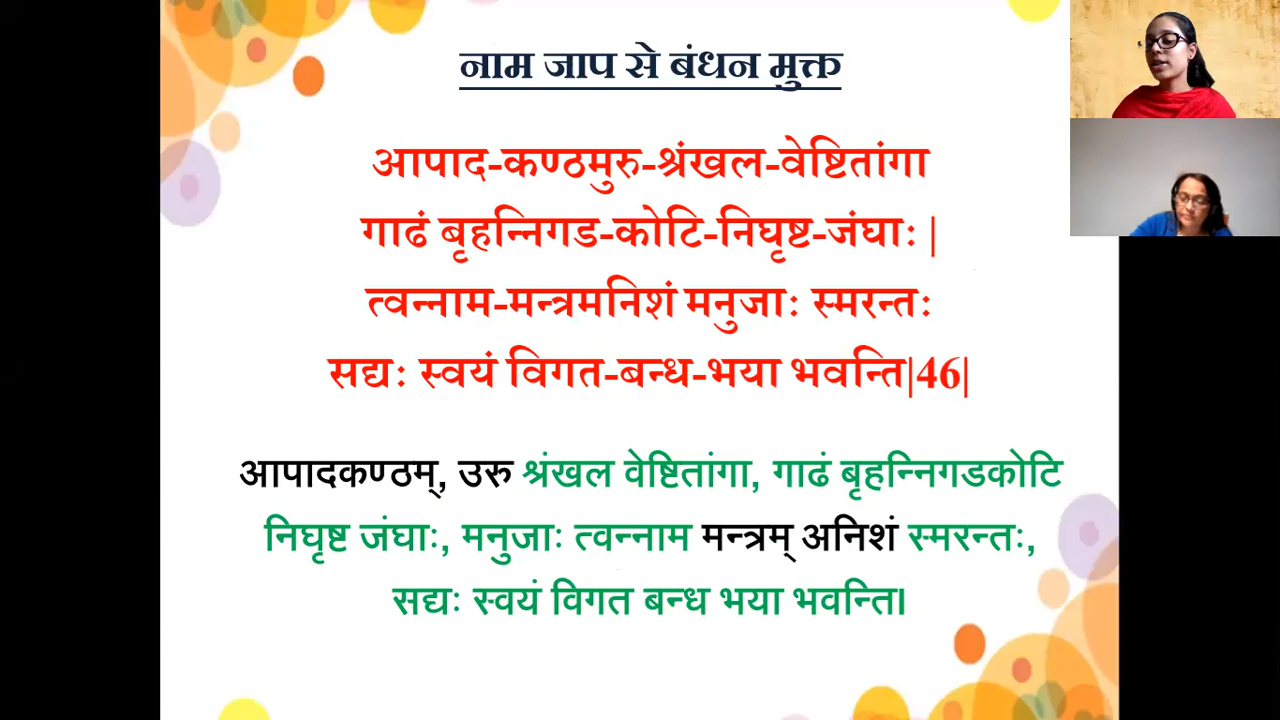 नाम जाप से बंधन मुक्त
आपाद-कण्ठमुरु-श्रंखल-वेष्टितांगा
गाढं बृहन्निगड-कोटि-निघृष्ट-जंघाः |
त्वन्नाम-मन्त्रमनिशं मनुजाः स्मरन्तः
सद्यः स्वयं विगत-बन्ध-भया भवन्ति|46|
आपादकण्ठम्, उरु श्रंखल वेष्टितांगा, गाढं बृहन्निगडकोटि
निघृष्ट जंघाः, मनुजाः त्वन्नाम मन्त्रम् अनिशं स्मरन्तः,
सद्यः स्वयं विगत बन्ध भया भवन्ति।